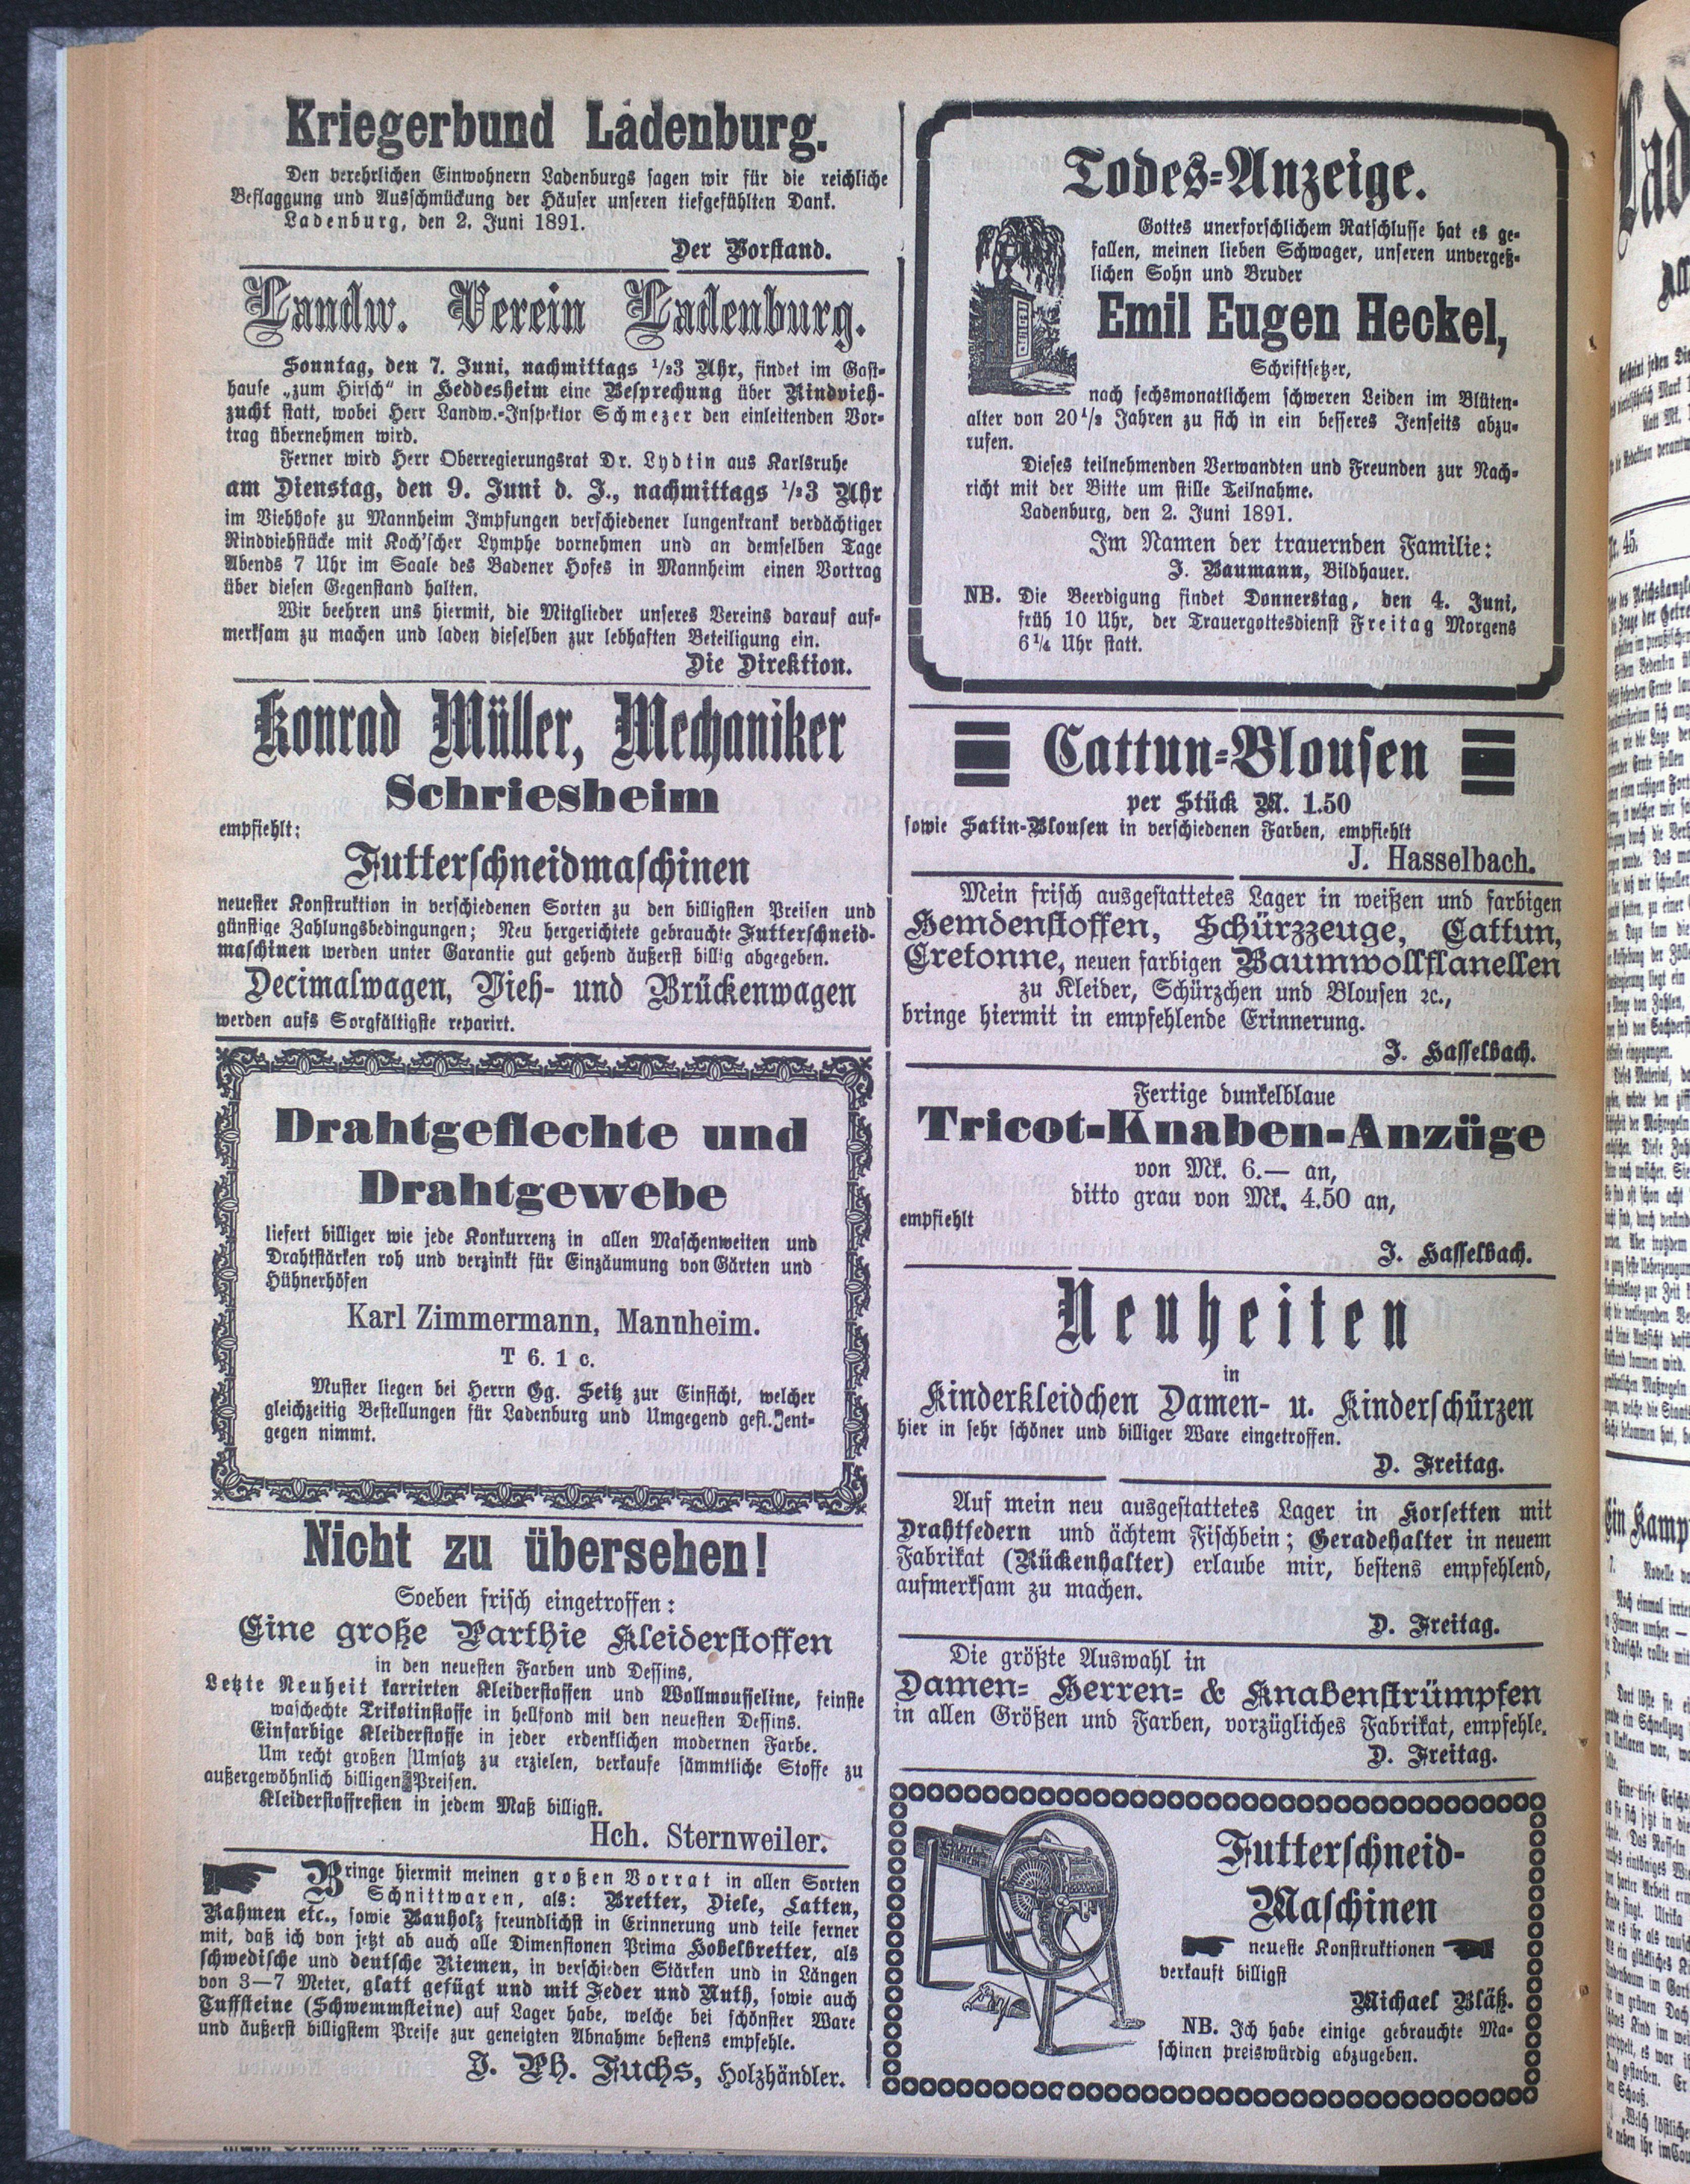 Kriegerbund Ladenburg.
Den verehrlichen Einwohnern Ladenburgs sagen wir für die reichliche
Beflaggung und Ausschmückung der Häuser unseren tiefgefühlten Dank.
Ladenburg, den 2. Juni 1891.
Der Vorstand.
Landw. Verein Ladenburg.
Sonntag, den 7. Juni, nachmittags 1/23 Uhr, findet im Gast-
hause „zum Hirsch“ in Heddesheim eine Besprechung über Rindvieh-
zucht statt, wobei Herr Landw.-Inspektor Schmezer den einleitenden Vor-
trag übernehmen wird.
Ferner wird Herr Oberregierungsrat Dr. Lydtin aus Karlsruhe
am Dienstag, den 9. Juni d. J., nachmittags 1/23 Uhr
im Viehhofe zu Mannheim Impfungen verschiedener lungenkrank verdächtiger
Rindviehstücke mit Koch'scher Lymphe vornehmen und an demselben Tage
Abends 7 Uhr im Saale des Badener Hofes in Mannheim einen Vortrag
über diesen Gegenstand halten.
Wir beehren uns hiermit, die Mitglieder unseres Vereins darauf auf-
merksam zu machen und laden dieselben zur lebhaften Beteiligung ein.
Die Direktion.
Konrad Müller, Mechaniker
Schriesheim
empfiehlt:
Futterschneidmaschinen
neuester Konstruktion in verschiedenen Sorten zu den billigsten Preisen und
günstige Zahlungsbedingungen; Neu hergerichtete gebrauchte Futterschneid-
maschinen werden unter Garantie gut gehend äußerst billig abgegeben.
Decimalwagen, Vieh- und Brückenwagen
werden aufs Sorgfältigste reparirt.
Drahtgeflechte und
Drahtgewebe
liefert billiger wie jede Konkurrenz in allen Maschenweiten und
Drahtstärken roh und verzinkt für Einzäumung von Gärten und
Hühnerhöfen
Karl Zimmermann, Mannheim.
T 6. 1 c.
Muster liegen bei Herrn Gg. Seitz zur Einsicht, welcher
gleichzeitig Bestellungen für Ladenburg und Umgegend gefl. ent-
gegen nimmt.
Nicht zu übersehen!
Soeben frisch eingetroffen:
Eine große Parthie Kleiderstoffen
in den neuesten Farben und Dessins.
Letzte Neuheit karrirten Kleiderstoffen und Wollmousseline, feinste
waschechte Trikotinstoffe in hellfond mit den neuesten Dessins.
Einfarbige Kleiderstoffe in jeder erdenklichen modernen Farbe.
Um recht großen Umsatz zu erzielen, verkaufe sämmtliche Stoffe zu
außergewöhnlich billigen Preisen.
Kleiderstoffresten in jedem Maß billigst.
Hch. Sternweiler.
Bringe hiermit meinen großen Vorrat in allen Sorten
Schnittwaren, als: Bretter, Diele, Latten,
Rahmen etc., sowie Bauholz freundlichst in Erinnerung und teile ferner
mit, daß ich von jetzt ab auch alle Dimensionen Prima Hobelbretter, als
schwedische und deutsche Riemen, in verschieden Stärken und in Längen
von 3—7 Meter, glatt gefügt und mit Feder und Nuth, sowie auch
Tuffsteine (Schwemmsteine) auf Lager habe, welche bei schönster Ware
und äußerst billigstem Preise zur geneigten Abnahme bestens empfehle.
J. Ph. Fuchs, Holzhändler.
Todes-Anzeige.
Gottes unerforschlichem Ratschlusse hat es ge-
fallen, meinen lieben Schwager, unseren unvergeß-
lichen Sohn und Bruder
Emil Eugen Heckel,
Schriftsetzer,
nach sechsmonatlichem schweren Leiden im Blüten-
alter von 20 1/2 Jahren zu sich in ein besseres Jenseits abzu-
rufen.
Dieses teilnehmenden Verwandten und Freunden zur Nach-
richt mit der Bitte um stille Teilnahme.
Ladenburg, den 2. Juni 1891.
Im Namen der trauernden Familie:
J. Baumann, Bildhauer.
NB. Die Beerdigung findet Donnerstag, den 4. Juni,
früh 10 Uhr, der Trauergottesdienst Freitag Morgens
6 1/4 Uhr statt.
Cattun-Blousen
per Stück M. 1.50
sowie Satin-Blousen in verschiedenen Farben, empfiehlt
J. Hasselbach.
Mein frisch ausgestattetes Lager in weißen und farbigen
Hemdenstoffen, Schürzzeuge, Cattun,
Cretonne, neuen farbigen Baumwollflanellen
zu Kleider, Schürzchen und Blousen ꝛc.,
bringe hiermit in empfehlende Erinnerung.
J. Hasselbach.
Fertige dunkelblaue
Tricot-Knaben-Anzüge
von Mk. 6.— an,
ditto grau von Mk. 4.50 an,
empfiehlt
J. Hasselbach.
Neuheiten
in
Kinderkleidchen Damen- u. Kinderschürzen
hier in sehr schöner und billiger Ware eingetroffen.
D. Freitag.
Auf mein neu ausgestattetes Lager in Korsetten mit
Drahtfedern und ächtem Fischbein; Geradehalter in neuem
Fabrikat (Rückenhalter) erlaube mir, bestens empfehlend,
aufmerksam zu machen.
D. Freitag.
Die größte Auswahl in
Damen- Herren- & Knabenstrümpfen
in allen Größen und Farben, vorzügliches Fabrikat, empfehle.
D. Freitag.
Futterschneid-
Maschinen
neueste Konstruktionen
verkauft billigst
Michael Bläß.
NB. Ich habe einige gebrauchte Ma-
schinen preiswürdig abzugeben.